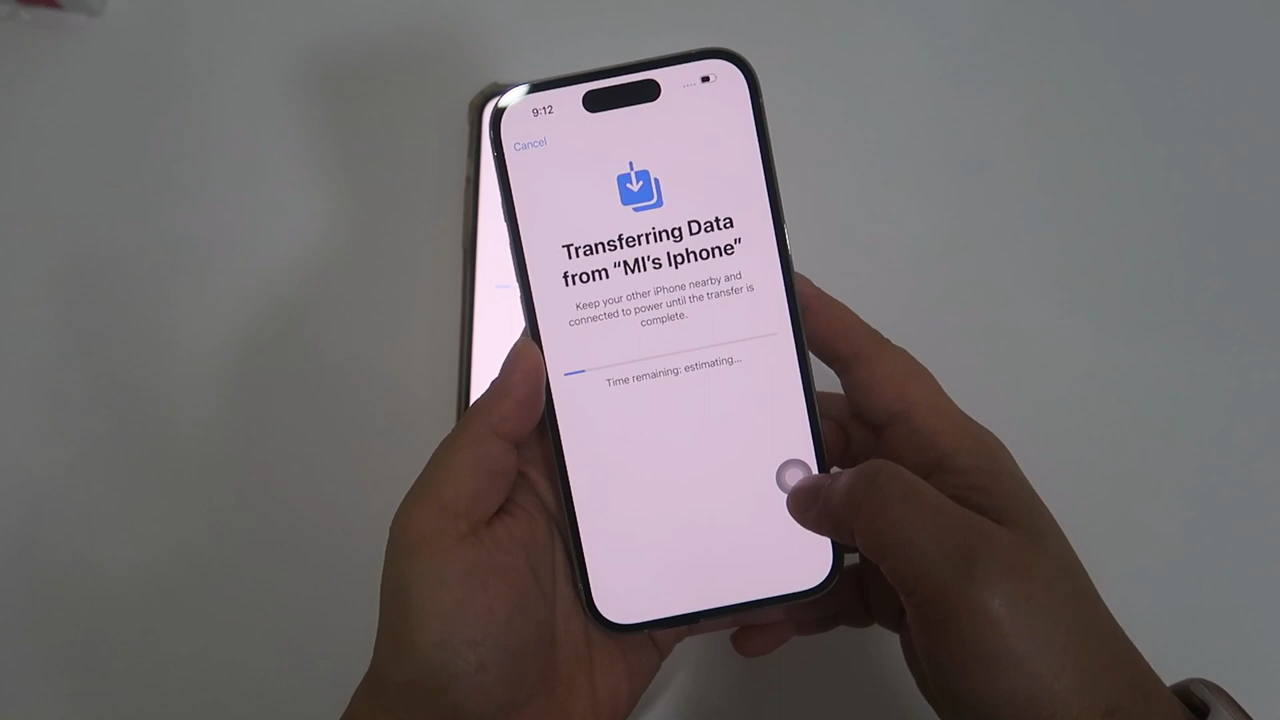 9:12
Cancel
Transferring Data
from “MI's Iphone”
Keep your other iPhone nearby and
connected to power until the transfer is
complete.
Time remaining: estimating...